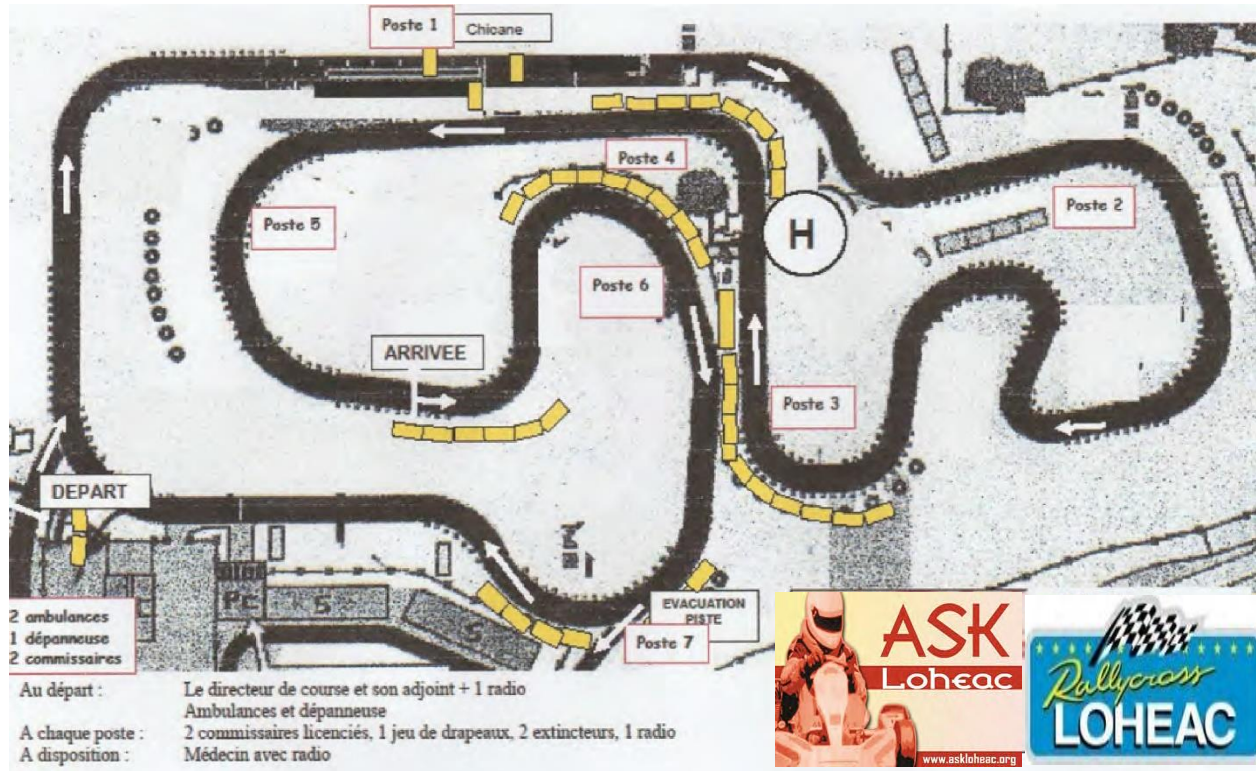 Poste 1
Chicane
Poste 4
Poste 2
Poste 5
H
Poste 6
ARRIVEE
Poste 3
DEPART
PC
S
S
EVACUATION
PISTE
Poste 7
2 ambulances
1 dépanneuse
2 commissaires
Au départ : Le directeur de course et son adjoint + 1 radio
Ambulances et dépanneuse
A chaque poste : 2 commissaires licenciés, 1 jeu de drapeaux, 2 extincteurs, 1 radio
A disposition : Médecin avec radio
ASK
Loheac
www.askloheac.org
Rallycross
LOHEAC